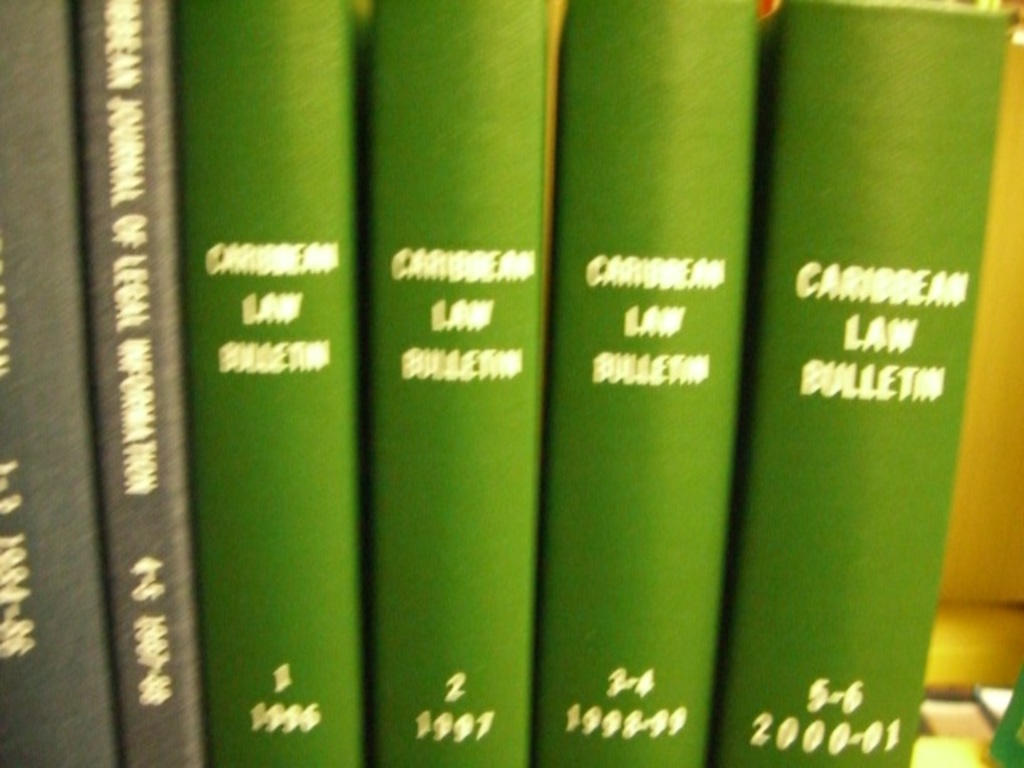 JOURNAL OF LEGAL INFORMATION
CARIBBEAN
LAW
BULLETIN
1
1996
CARIBBEAN
LAW
BULLETIN
2
1997
CARIBBEAN
LAW
BULLETIN
3-4
1998-99
CARIBBEAN
LAW
BULLETIN
5-6
2000-01